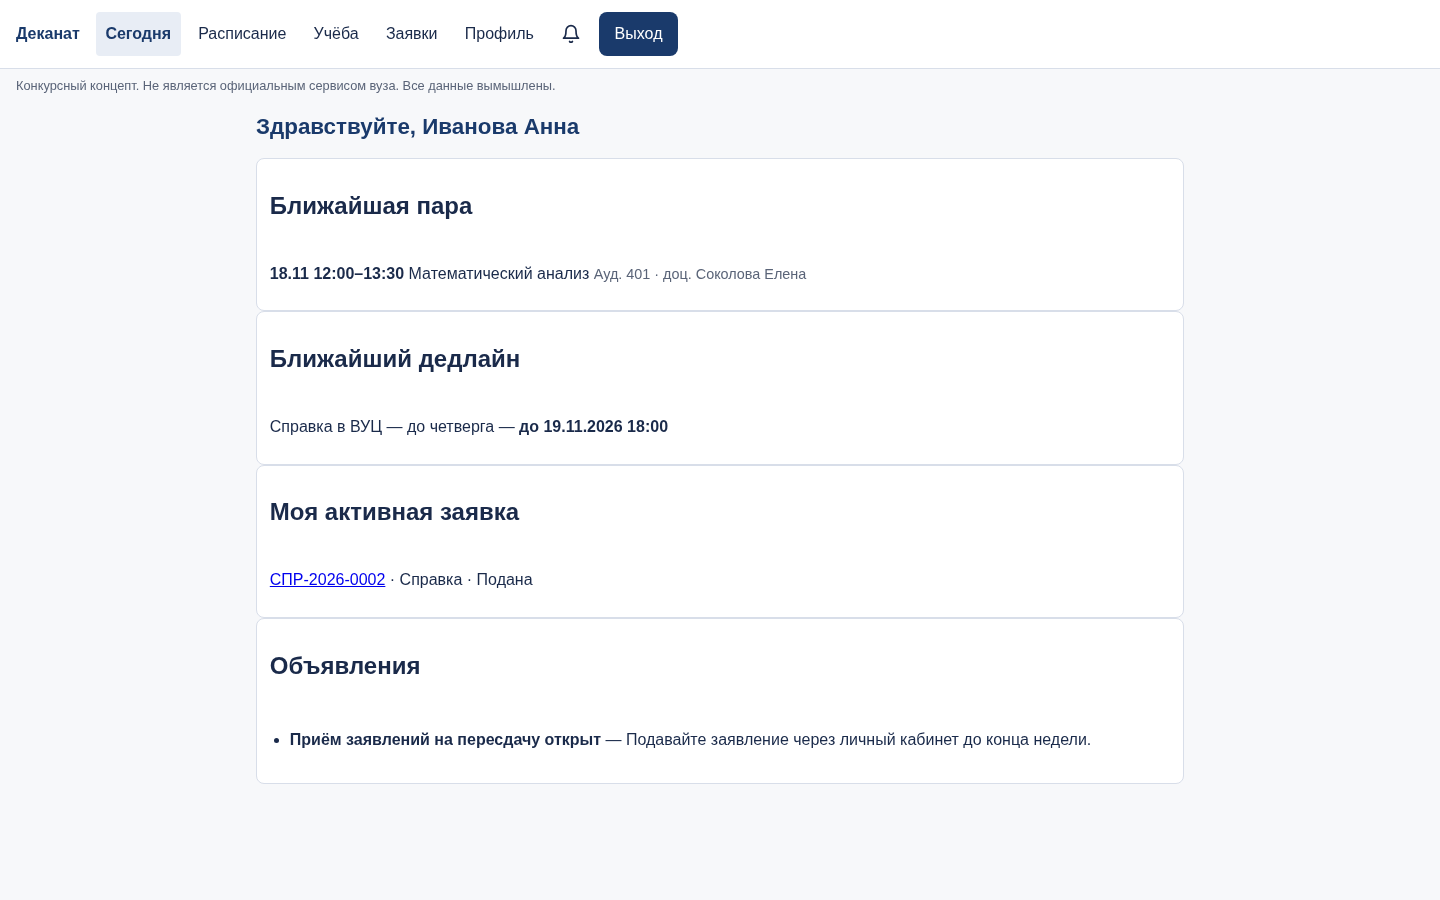 Деканат Сегодня Расписание Учёба Заявки Профиль Выход
Конкурсный концепт. Не является официальным сервисом вуза. Все данные вымышлены.
Здравствуйте, Иванова Анна
Ближайшая пара
18.11 12:00–13:30 Математический анализ Ауд. 401 · доц. Соколова Елена
Ближайший дедлайн
Справка в ВУЦ — до четверга — до 19.11.2026 18:00
Моя активная заявка
СПР-2026-0002 · Справка · Подана
Объявления
• Приём заявлений на пересдачу открыт — Подавайте заявление через личный кабинет до конца недели.